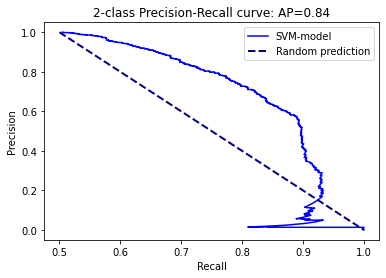 2-class Precision-Recall curve: AP=0.84
SVM-model
Random prediction
Precision
1.0
0.8
0.6
0.4
0.2
0.0
0.5 0.6 0.7 0.8 0.9 1.0
Recall